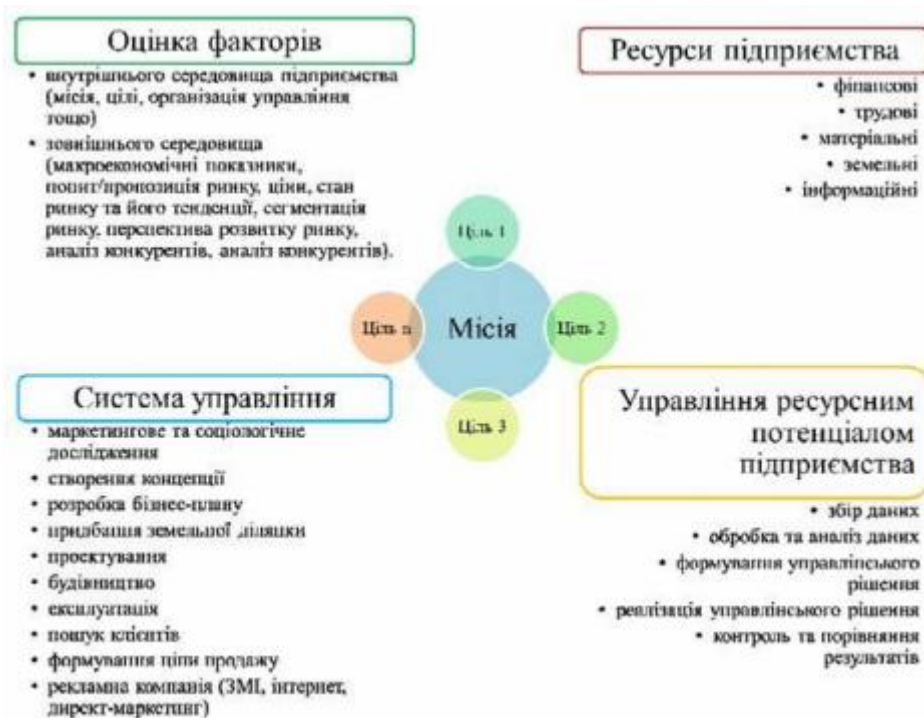 Оцінка факторів
• внутрішнього середовища підприємства
(місія, цілі, організація управління
тощо)
• зовнішнього середовища
(макроекономічні показники,
попит/пропозиція ринку, ціни, стан
ринку та його тенденції, сегментація
ринку, перспектива розвитку ринку,
аналіз конкурентів, аналіз конкурентів).
Ресурси підприємства
• фінансові
• трудові
• матеріальні
• земельні
• інформаційні
Ціль 1
Ціль n
Місія
Ціль 2
Ціль 3
Система управління
• маркетингове та соціологічне
дослідження
• створення концепції
• розробка бізнес-плану
• придбання земельної ділянки
• проектування
• будівництво
• експлуатація
• пошук клієнтів
• формування ціни продажу
• рекламна компанія (ЗМІ, інтернет,
директ-маркетинг)
Управління ресурсним
потенціалом
підприємства
• збір даних
• обробка та аналіз даних
• формування управлінського
рішення
• реалізація управлінського рішення
• контроль та порівняння
результатів